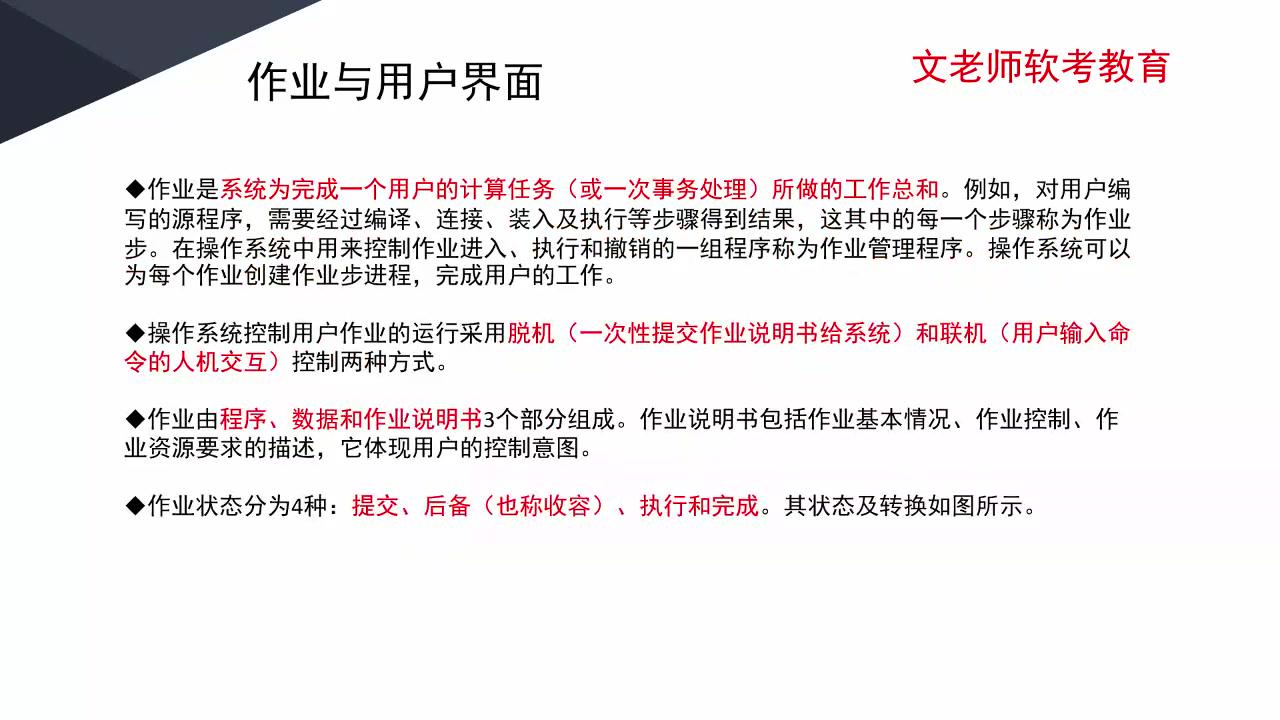 作业与用户界面
文老师软考教育
◆作业是系统为完成一个用户的计算任务（或一次事务处理）所做的工作总和。例如，对用户编
写的源程序，需要经过编译、连接、装入及执行等步骤得到结果，这其中的每一个步骤称为作业
步。在操作系统中用来控制作业进入、执行和撤销的一组程序称为作业管理程序。操作系统可以
为每个作业创建作业步进程，完成用户的工作。
◆操作系统控制用户作业的运行采用脱机（一次性提交作业说明书给系统）和联机（用户输入命
令的人机交互）控制两种方式。
◆作业由程序、数据和作业说明书3个部分组成。作业说明书包括作业基本情况、作业控制、作
业资源要求的描述，它体现用户的控制意图。
◆作业状态分为4种：提交、后备（也称收容）、执行和完成。其状态及转换如图所示。